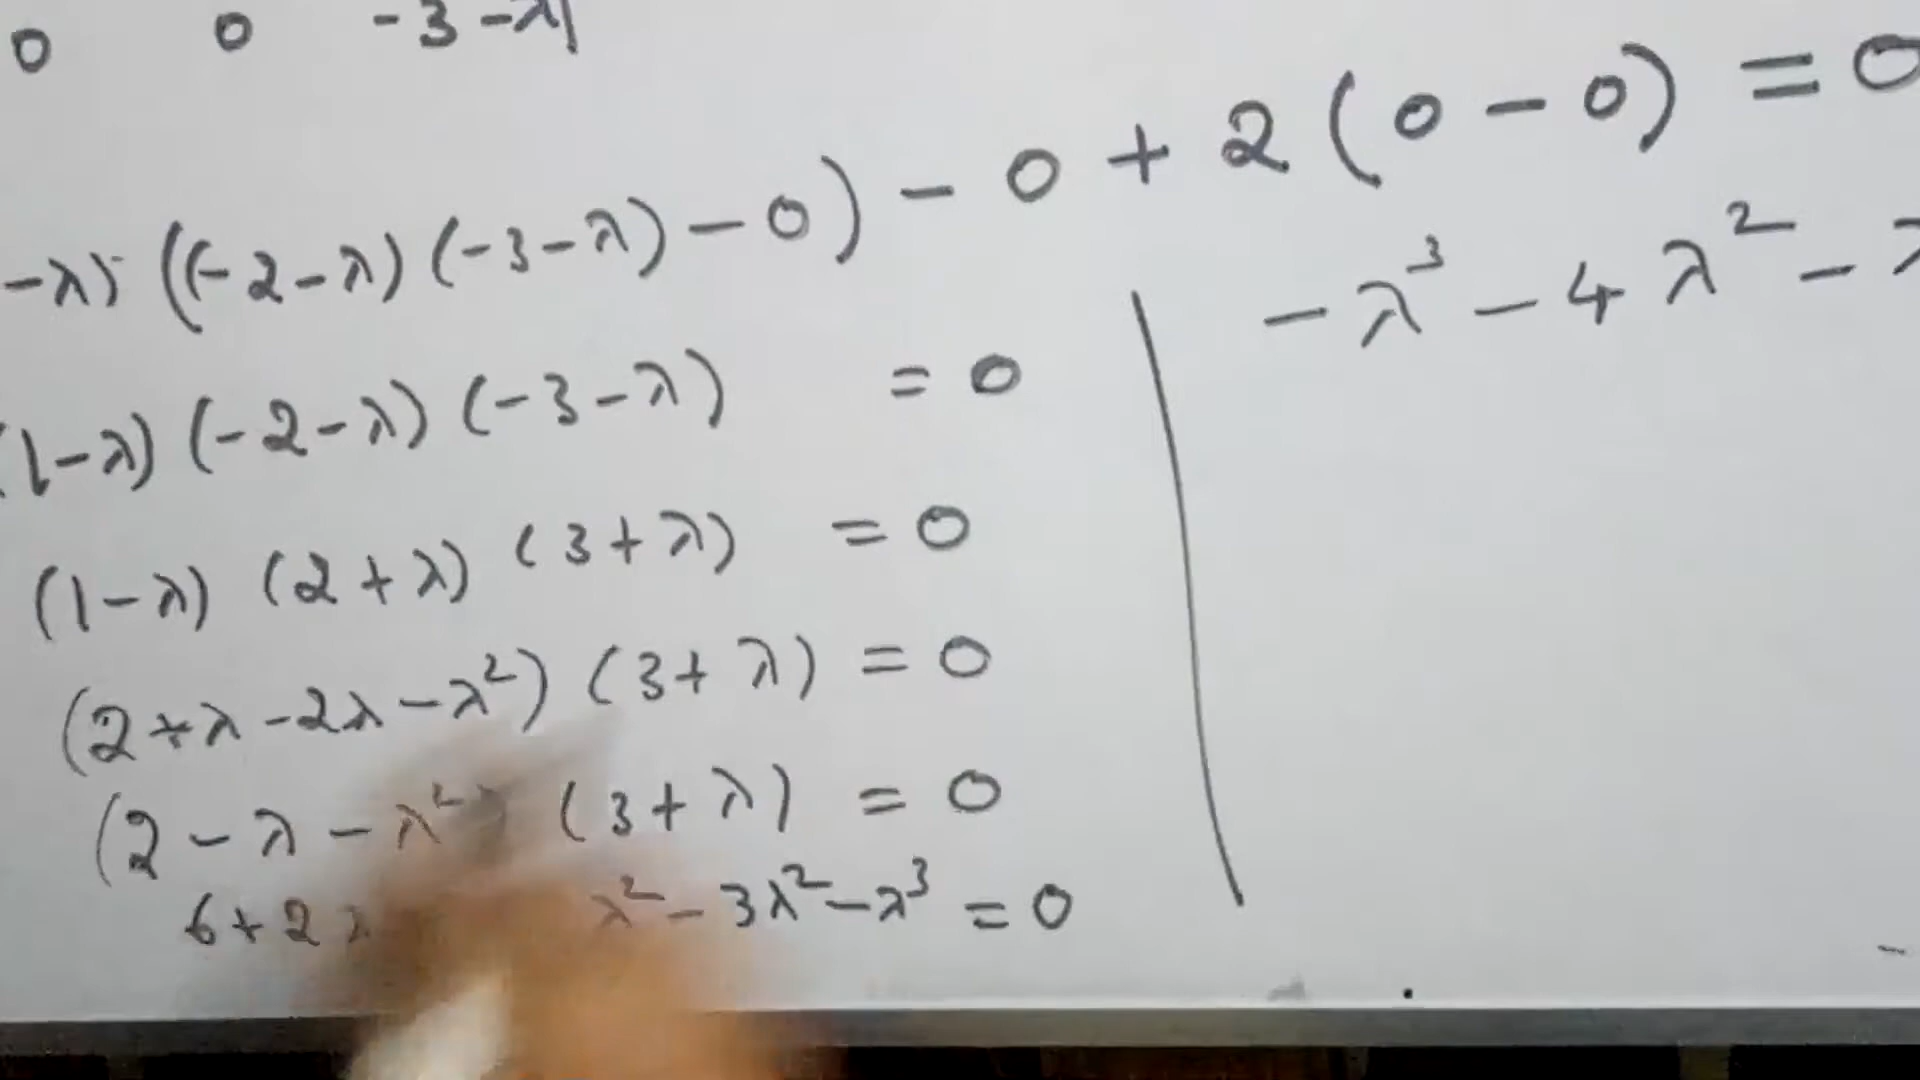 0 0 -3-λ|
-λ) ((-2-λ)(-3-λ)-0) - 0 + 2(0-0) = 0
(1-λ)(-2-λ)(-3-λ) = 0
(1-λ)(2+λ)(3+λ) = 0
(2+λ-2λ-λ²)(3+λ) = 0
(2-λ-λ²)(3+λ) = 0
6+2λ λ²-3λ²-λ³ = 0
-λ³-4λ²-λ